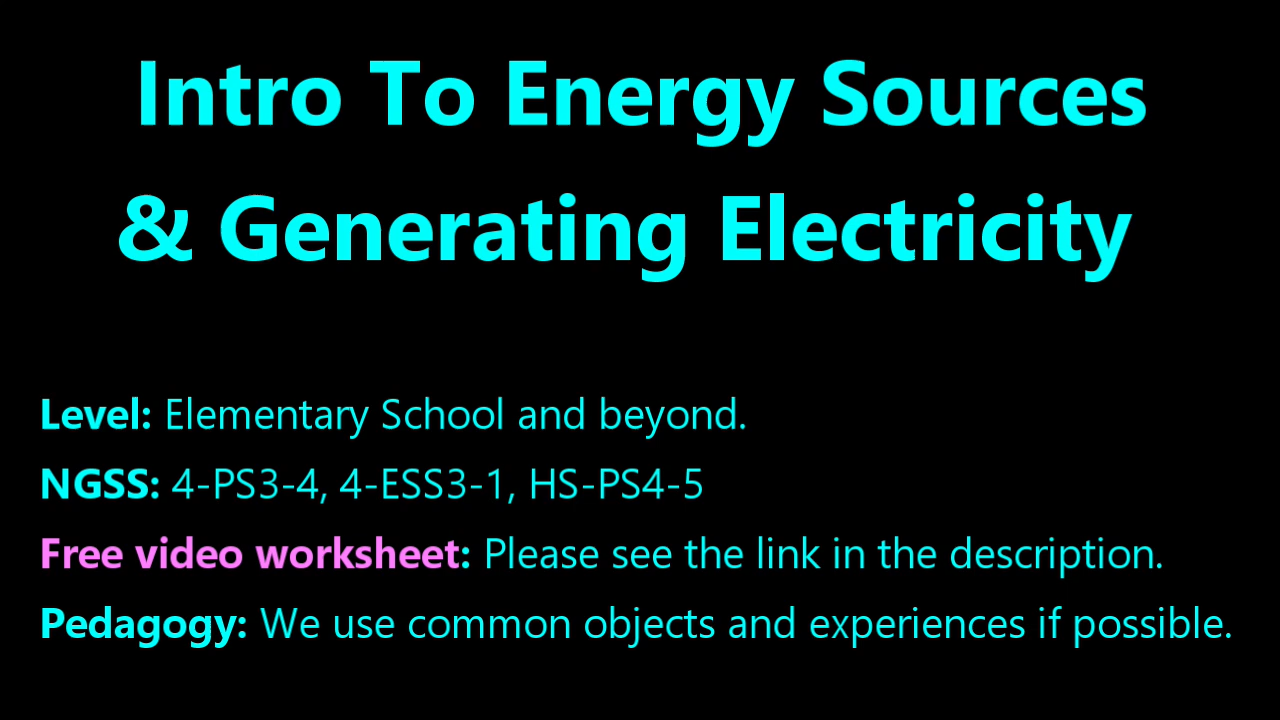 Intro To Energy Sources
& Generating Electricity
Level: Elementary School and beyond.
NGSS: 4-PS3-4, 4-ESS3-1, HS-PS4-5
Free video worksheet: Please see the link in the description.
Pedagogy: We use common objects and experiences if possible.